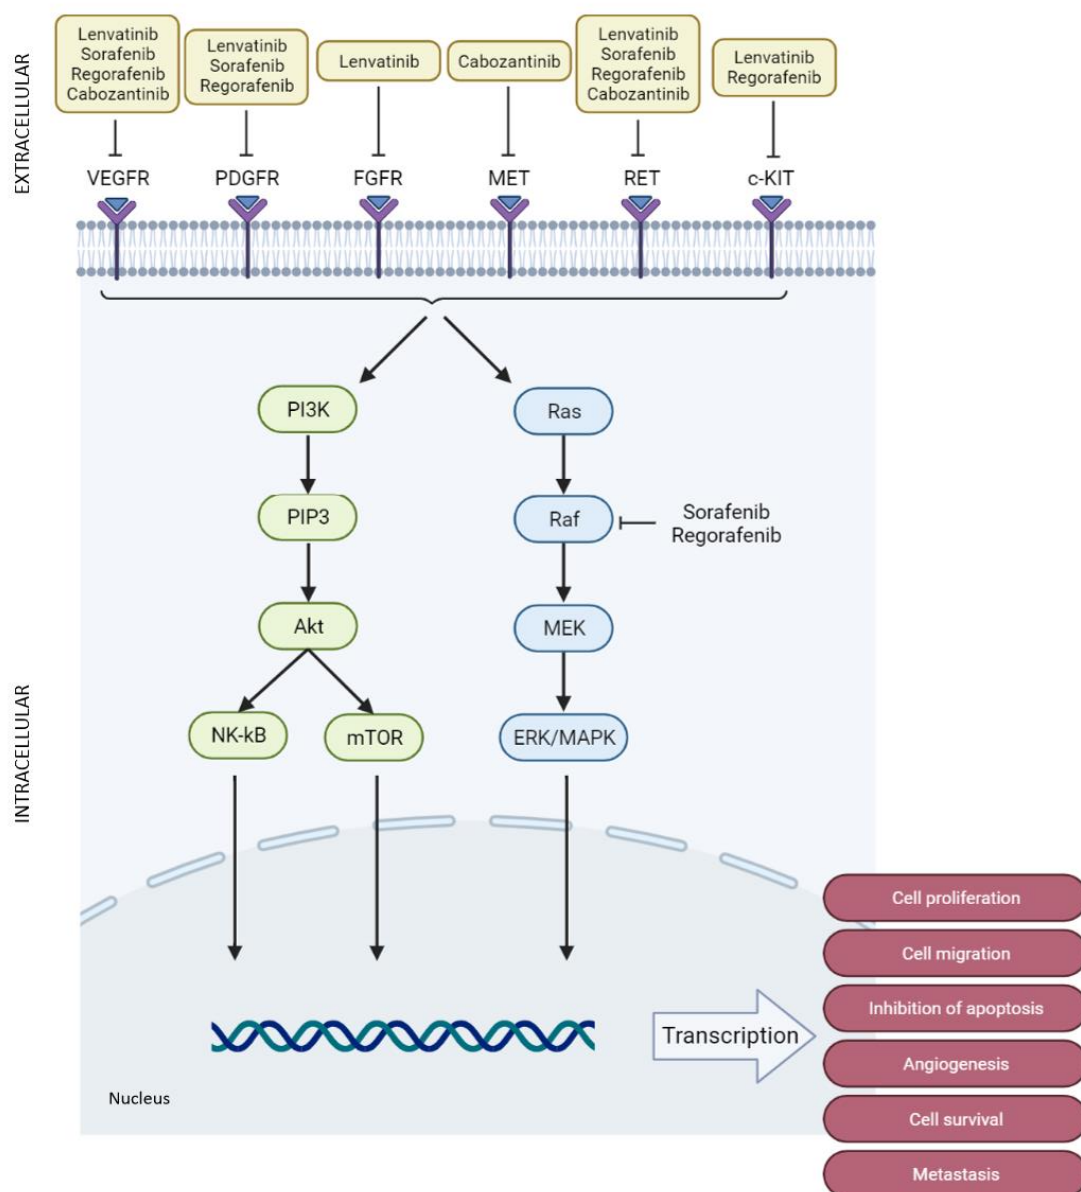 EXTRACELLULAR
Lenvatinib
Sorafenib
Regorafenib
Cabozantinib
Lenvatinib
Sorafenib
Regorafenib
Lenvatinib
Cabozantinib
Lenvatinib
Sorafenib
Regorafenib
Cabozantinib
Lenvatinib
Regorafenib
VEGFR
PDGFR
FGFR
MET
RET
c-KIT
INTRACELLULAR
PI3K
Ras
PIP3
Raf
Sorafenib
Regorafenib
Akt
MEK
NK-kB
mTOR
ERK/MAPK
Transcription
Nucleus
Cell proliferation
Cell migration
Inhibition of apoptosis
Angiogenesis
Cell survival
Metastasis